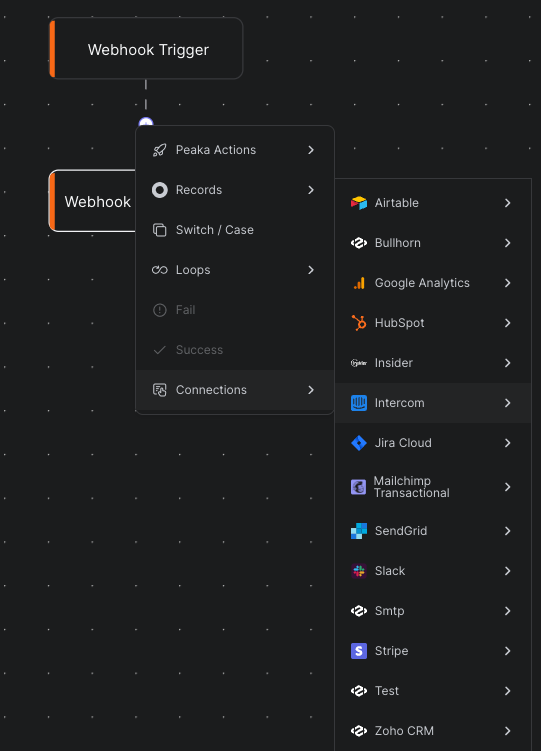 Webhook Trigger
Peaka Actions
Records
Webhook
Switch / Case
Loops
Fail
Success
Connections
Airtable
Bullhorn
Google Analytics
HubSpot
Insider
Intercom
Jira Cloud
Mailchimp
Transactional
SendGrid
Slack
Smtp
Stripe
Test
Zoho CRM